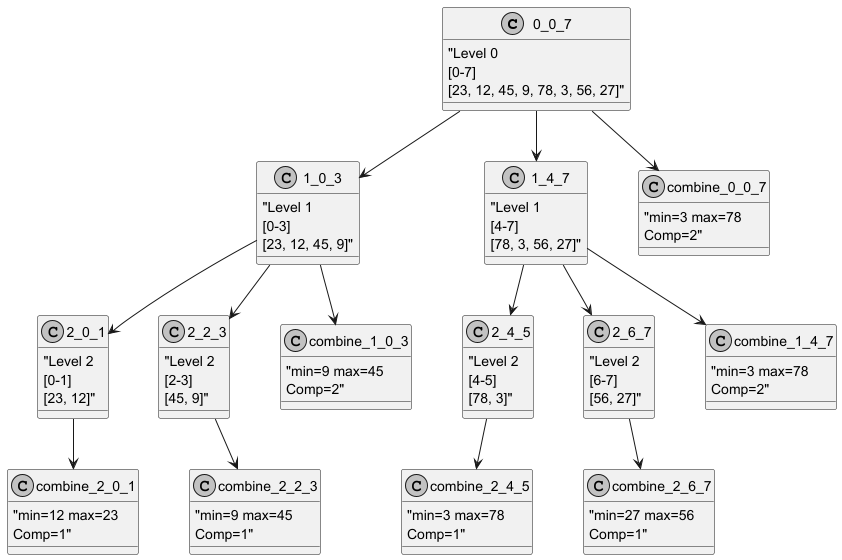 C 0_0_7
"Level 0
[0-7]
[23, 12, 45, 9, 78, 3, 56, 27]"
C 1_0_3
"Level 1
[0-3]
[23, 12, 45, 9]"
C 1_4_7
"Level 1
[4-7]
[78, 3, 56, 27]"
C combine_0_0_7
"min=3 max=78
Comp=2"
C 2_0_1
"Level 2
[0-1]
[23, 12]"
C 2_2_3
"Level 2
[2-3]
[45, 9]"
C combine_1_0_3
"min=9 max=45
Comp=2"
C 2_4_5
"Level 2
[4-5]
[78, 3]"
C 2_6_7
"Level 2
[6-7]
[56, 27]"
C combine_1_4_7
"min=3 max=78
Comp=2"
C combine_2_0_1
"min=12 max=23
Comp=1"
C combine_2_2_3
"min=9 max=45
Comp=1"
C combine_2_4_5
"min=3 max=78
Comp=1"
C combine_2_6_7
"min=27 max=56
Comp=1"